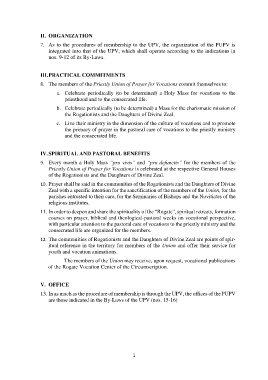 II. ORGANIZATION
7. As to the procedures of membership to the UPV, the organization of the PUPV is
integrated into that of the UPV, which shall operate according to the indications in
nos. 9-12 of its By-Laws.
III. PRACTICAL COMMITMENTS
8. The members of the Priestly Union of Prayer for Vocations commit themselves to:
a. Celebrate periodically (to be determined) a Holy Mass for vocations to the
priesthood and to the consecrated life.
b. Celebrate periodically (to be determined) a Mass for the charismatic mission of
the Rogationists and the Daughters of Divine Zeal.
c. Live their ministry in the dimension of the culture of vocations and to promote
the primacy of prayer in the pastoral care of vocations to the priestly ministry
and the consecrated life.
IV. SPIRITUAL AND PASTORAL BENEFITS
9. Every month a Holy Mass "pro vivis" and "pro defunctis" for the members of the
Priestly Union of Prayer for Vocations is celebrated at the respective General Houses
of the Rogationists and the Daughters of Divine Zeal.
10. Prayer shall be said in the communities of the Rogationists and the Daughters of Divine
Zeal with a specific intention for the sanctification of the members of the Union, for the
parishes entrusted to their care, for the Seminaries of Bishops and the Novitiates of the
religious institutes.
11. In order to deepen and share the spirituality of the "Rogate", spiritual retreats, formation
courses on prayer, biblical and theological pastoral weeks on vocational perspective,
with particular attention to the pastoral care of vocations to the priestly ministry and the
consecrated life are organized for the members.
12. The communities of Rogationists and the Daughters of Divine Zeal are points of spir-
itual reference in the territory for members of the Union and offer their service for
youth and vocation animations.
The members of the Union may receive, upon request, vocational publications
of the Rogate Vocation Center of the Circumscription.
V. OFFICE
13. In as much as the procedure of membership is through the UPV, the offices of the PUPV
are those indicated in the By-Laws of the UPV (nos. 15-16)